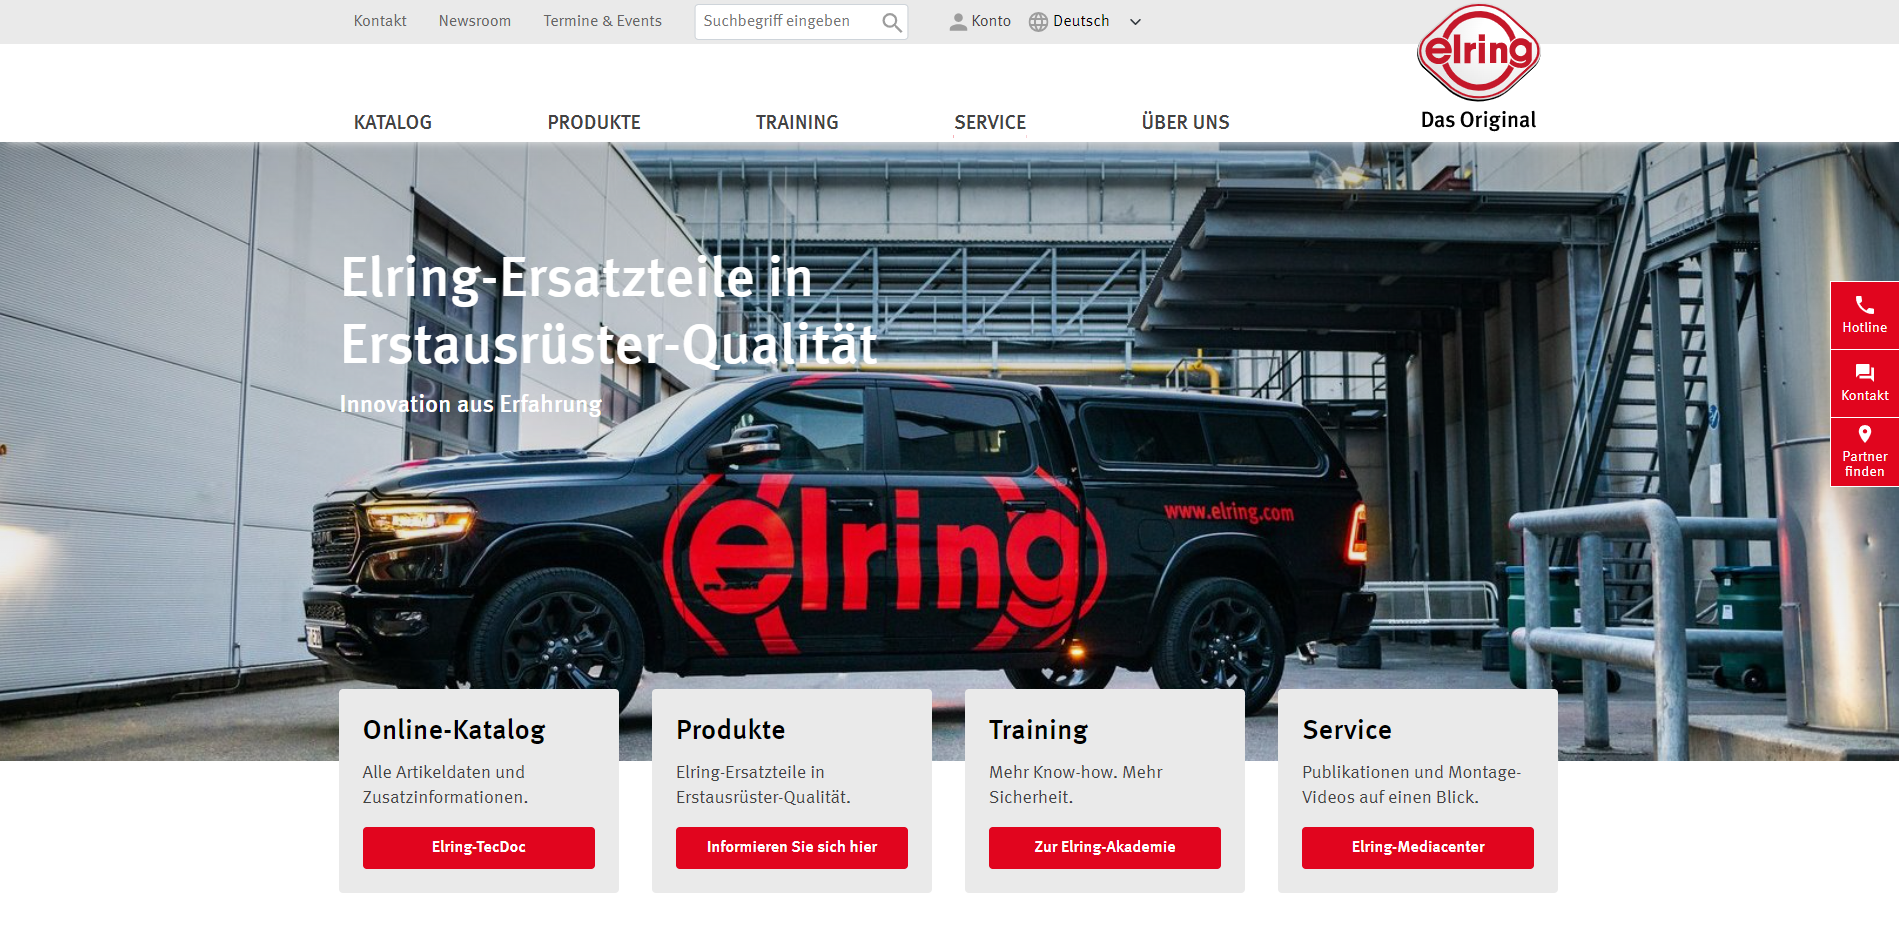 Kontakt
Newsroom
Termine & Events
Suchbegriff eingeben
Konto
Deutsch
elring
Das Original
KATALOG
PRODUKTE
TRAINING
SERVICE
ÜBER UNS
Elring-Ersatzteile in
Erstausrüster-Qualität
Innovation aus Erfahrung
Hotline
Kontakt
Partner
finden
elring
www.elring.com
Online-Katalog
Alle Artikeldaten und
Zusatzinformationen.
Elring-TecDoc
Produkte
Elring-Ersatzteile in
Erstausrüster-Qualität.
Informieren Sie sich hier
Training
Mehr Know-how. Mehr
Sicherheit.
Zur Elring-Akademie
Service
Publikationen und Montage-
Videos auf einen Blick.
Elring-Mediacenter